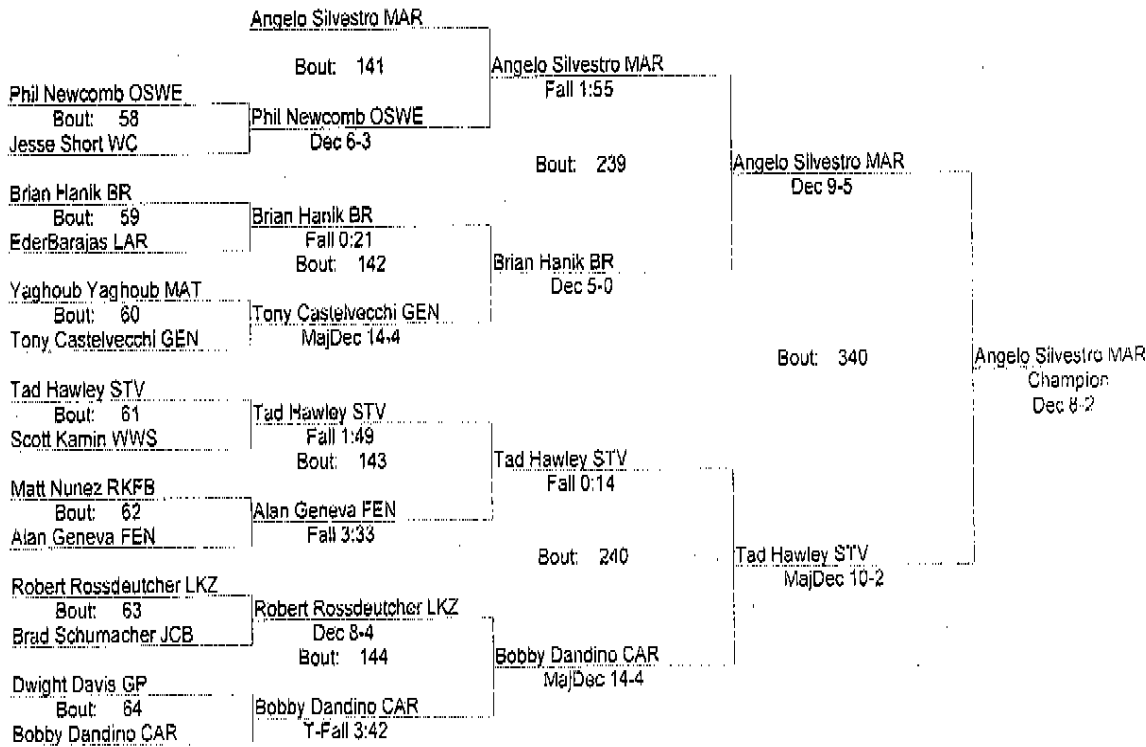 Angelo Silvestro MAR
Bout: 141
Angelo Silvestro MAR
Fall 1:55
Phil Newcomb OSWE
Bout: 58
Jesse Short WC
Phil Newcomb OSWE
Dec 6-3
Bout: 239
Angelo Silvestro MAR
Dec 9-5
Brian Hanik BR
Bout: 59
EderBarajas LAR
Brian Hanik BR
Fall 0:21
Bout: 142
Brian Hanik BR
Dec 5-0
Yaghoub Yaghoub MAT
Bout: 60
Tony Castelvecchi GEN
Tony Castelvecchi GEN
MajDec 14-4
Bout: 340
Angelo Silvestro MAR
Champion
Dec 8-2
Tad Hawley STV
Bout: 61
Scott Kamin WWS
Tad Hawley STV
Fall 1:49
Bout: 143
Tad Hawley STV
Fall 0:14
Matt Nunez RKFB
Bout: 62
Alan Geneva FEN
Alan Geneva FEN
Fall 3:33
Bout: 240
Tad Hawley STV
MajDec 10-2
Robert Rossdeutcher LKZ
Bout: 63
Brad Schumacher JCB
Robert Rossdeutcher LKZ
Dec 8-4
Bout: 144
Bobby Dandino CAR
MajDec 14-4
Dwight Davis GP
Bout: 64
Bobby Dandino CAR
Bobby Dandino CAR
T-Fall 3:42